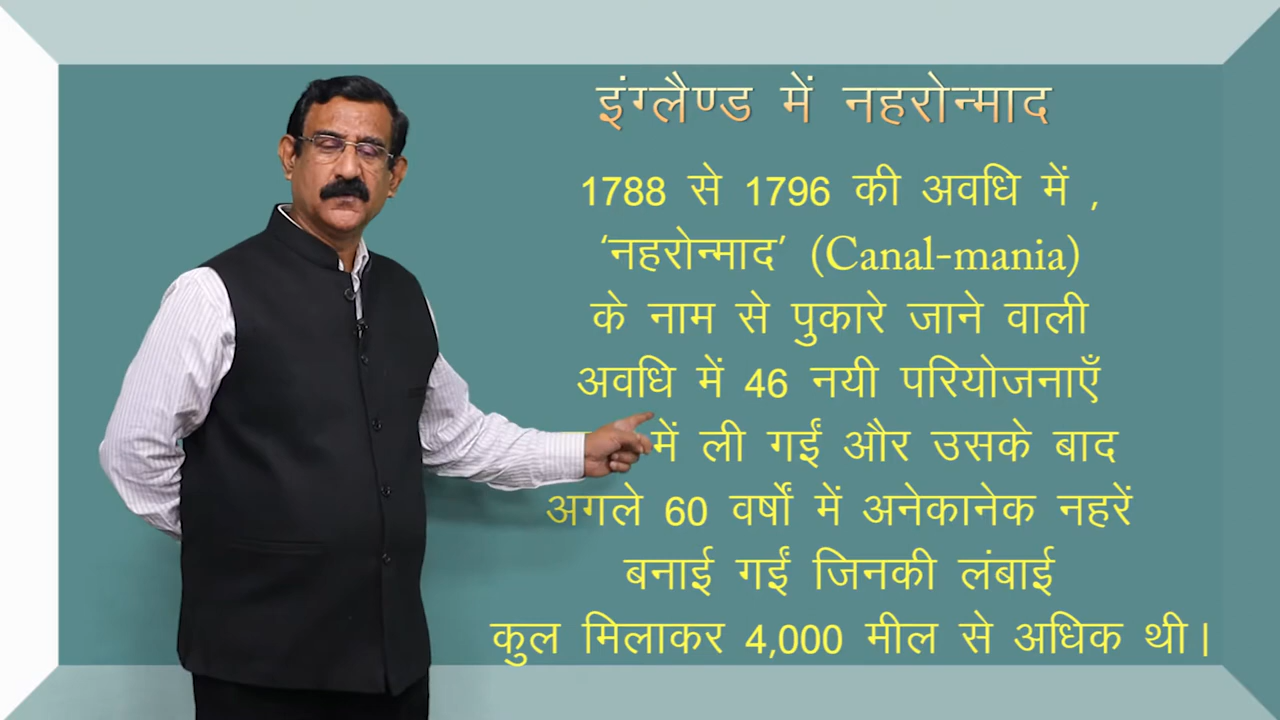 इंग्लैण्ड में नहरोन्माद
1788 से 1796 की अवधि में ,
‘नहरोन्माद’ (Canal-mania)
के नाम से पुकारे जाने वाली
अवधि में 46 नयी परियोजनाएँ
में ली गईं और उसके बाद
अगले 60 वर्षों में अनेकानेक नहरें
बनाई गईं जिनकी लंबाई
कुल मिलाकर 4,000 मील से अधिक थी |